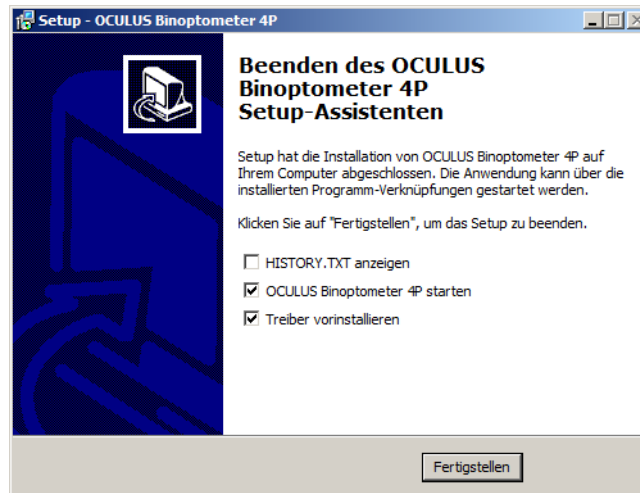 Setup - OCULUS Binoptometer 4P
Beenden des OCULUS
Binoptometer 4P
Setup-Assistenten
Setup hat die Installation von OCULUS Binoptometer 4P auf
Ihrem Computer abgeschlossen. Die Anwendung kann über die
installierten Programm-Verknüpfungen gestartet werden.
Klicken Sie auf "Fertigstellen", um das Setup zu beenden.
HISTORY.TXT anzeigen
OCULUS Binoptometer 4P starten
Treiber vorinstallieren
Fertigstellen